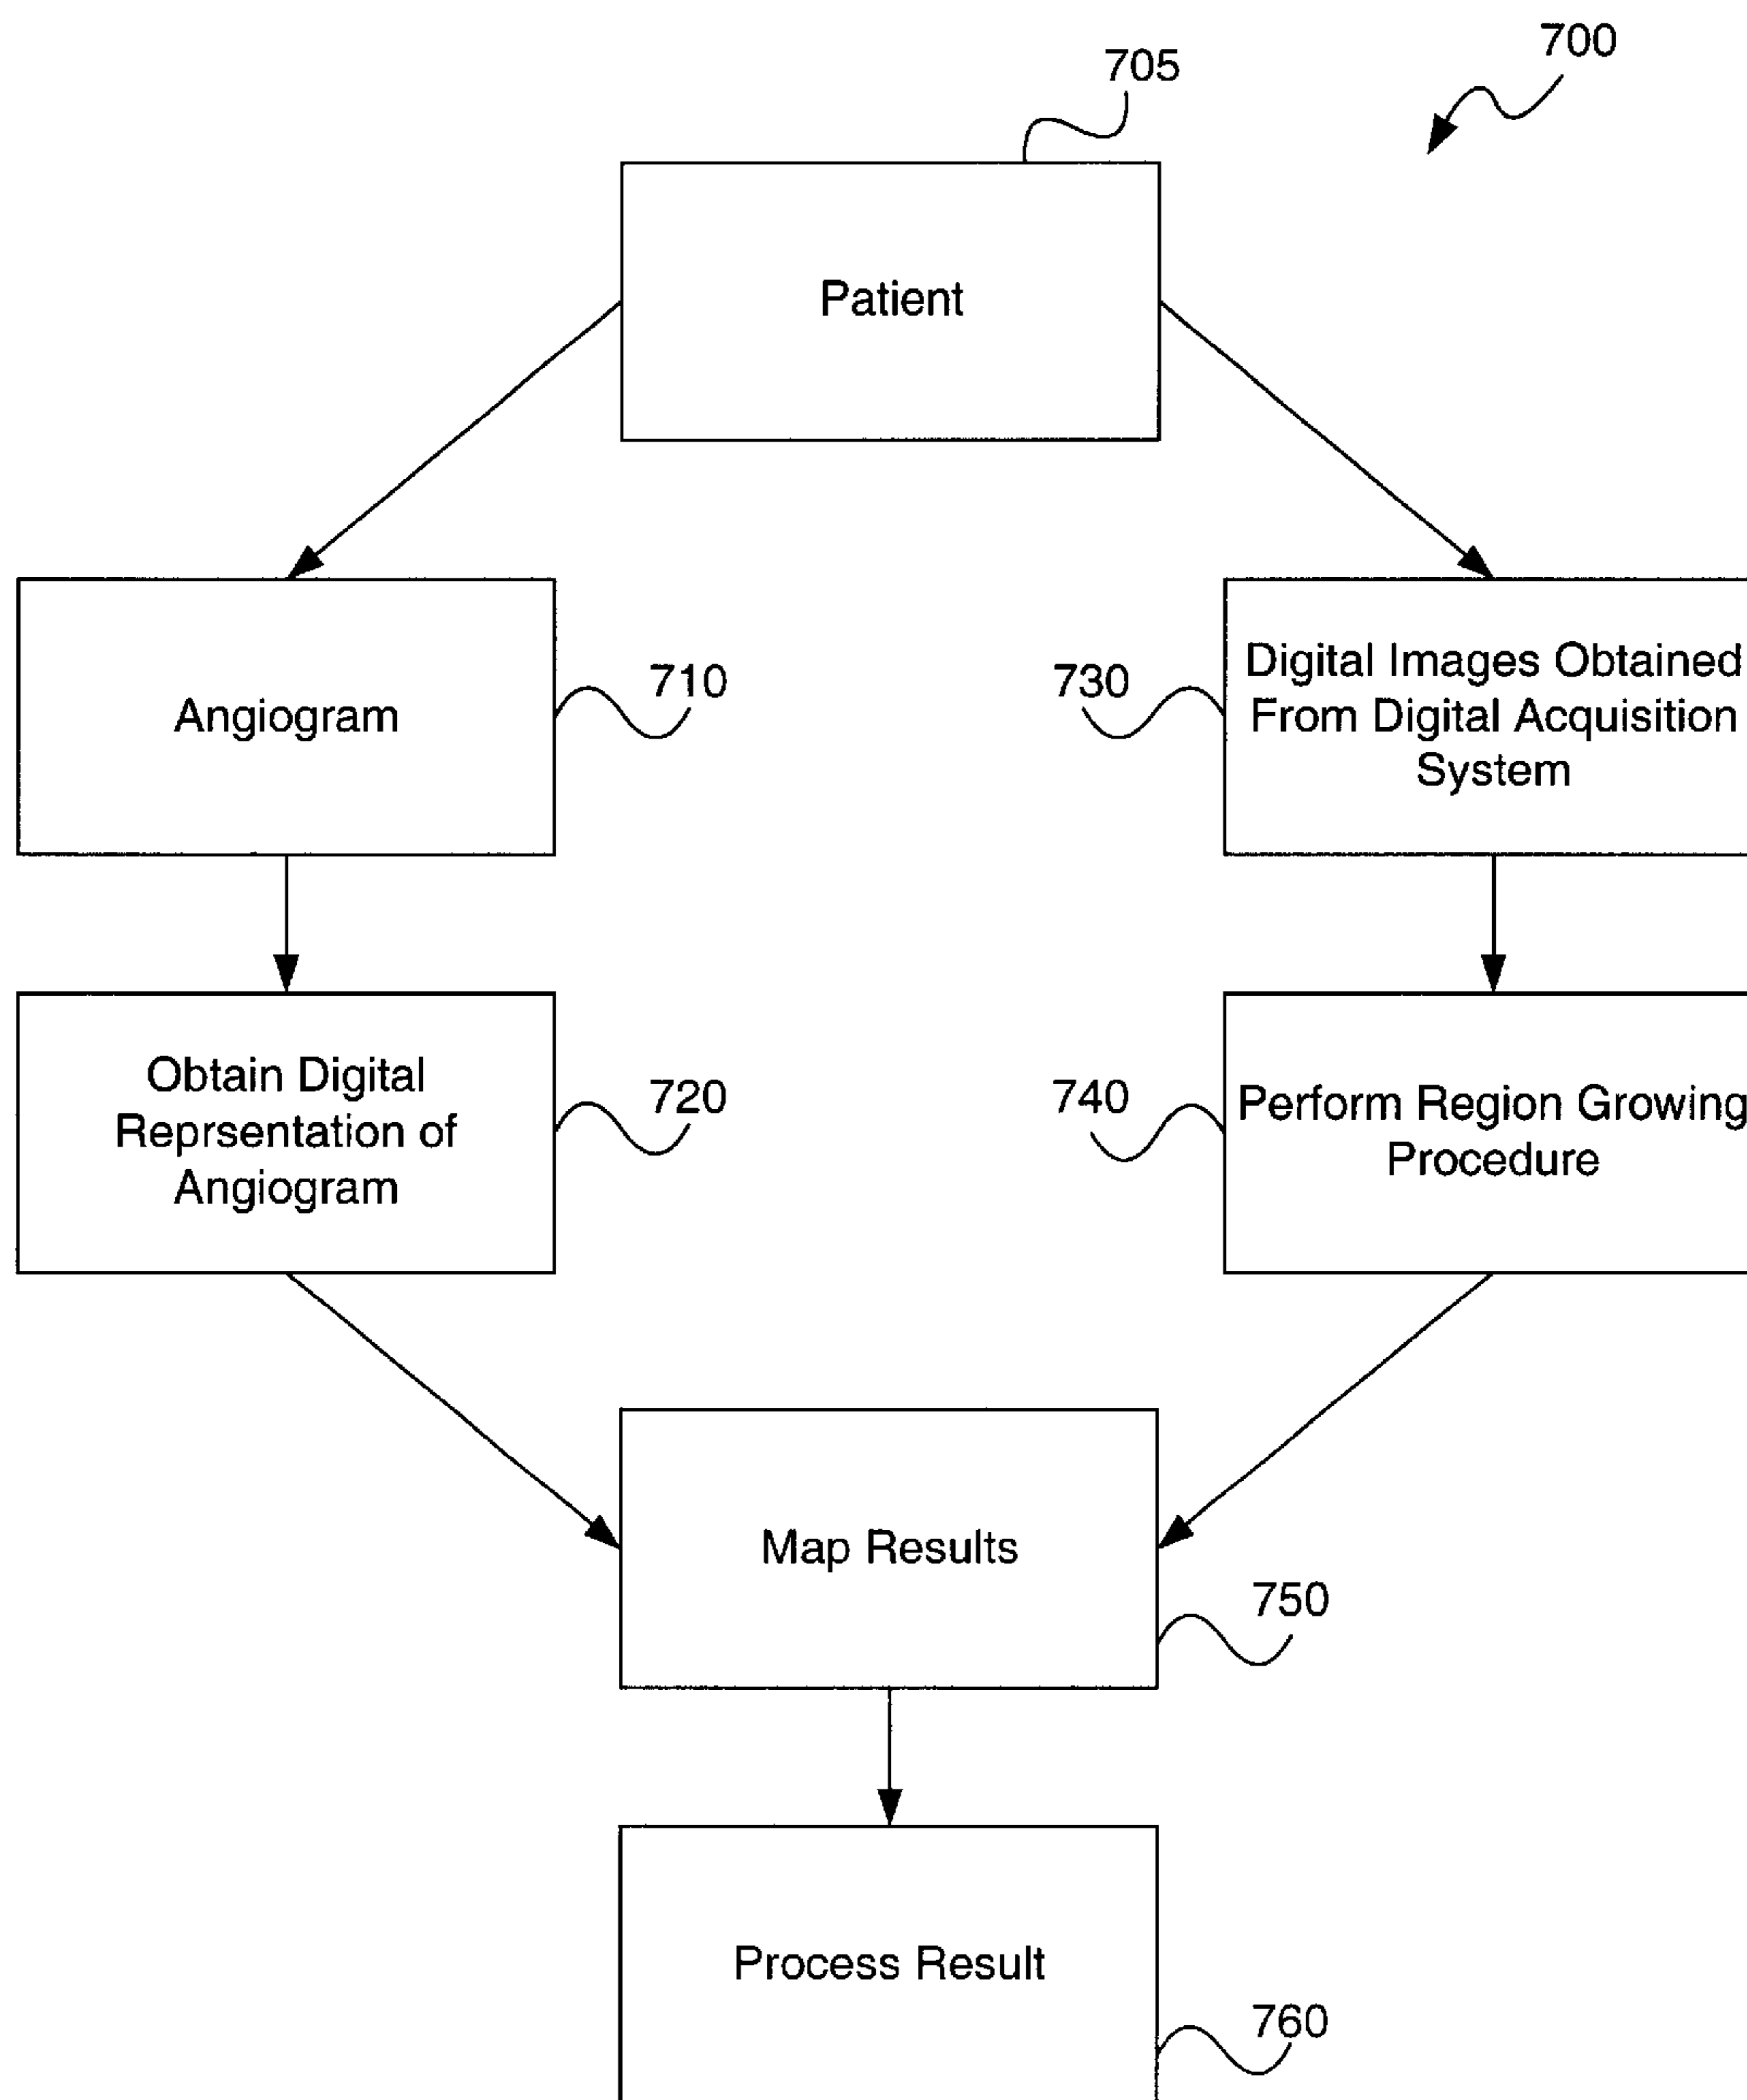 700
705
Patient
Angiogram
710
730
Digital Images Obtained
From Digital Acquisition
System
Obtain Digital
Reprsentation of
Angiogram
720
740
Perform Region Growing
Procedure
Map Results
750
Process Result
760